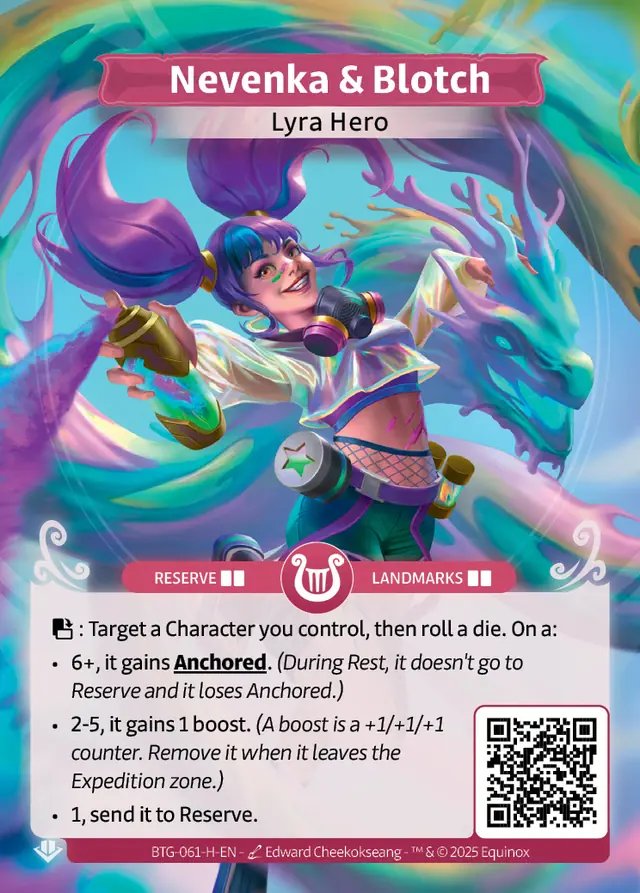 Nevenka & Blotch
Lyra Hero
RESERVE
LANDMARKS
: Target a Character you control, then roll a die. On a:
• 6+, it gains Anchored. (During Rest, it doesn't go to
Reserve and it loses Anchored.)
• 2-5, it gains 1 boost. (A boost is a +1/+1/+1
counter. Remove it when it leaves the
Expedition zone.)
• 1, send it to Reserve.
BTG-061-H-EN - Edward Cheekokseang - ™ & © 2025 Equinox